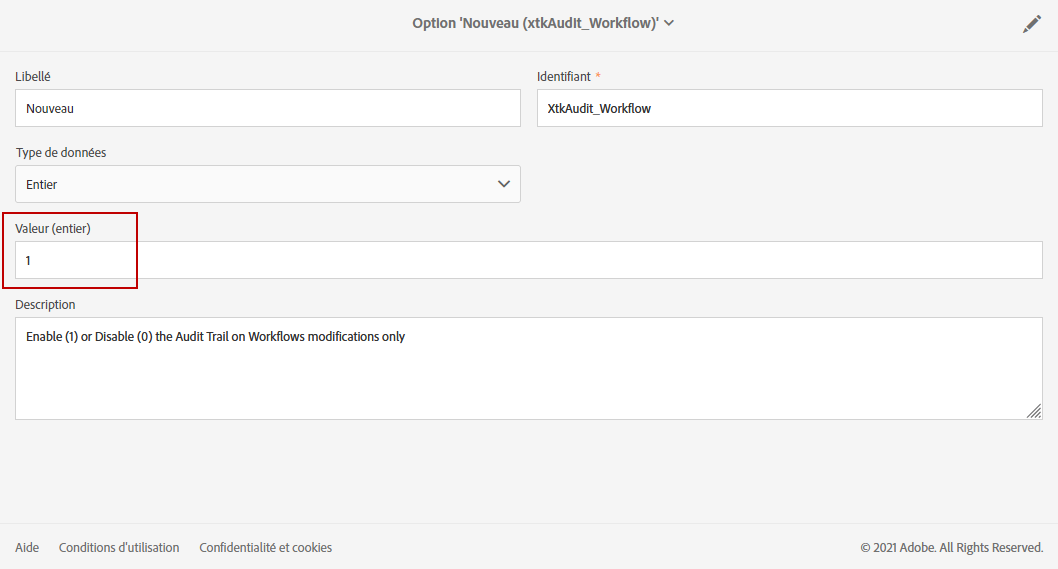 Option 'Nouveau (xtkAudit_Workflow)'
Libellé
Identifiant *
Nouveau
XtkAudit_Workflow
Type de données
Entier
Valeur (entier)
1
Description
Enable (1) or Disable (0) the Audit Trail on Workflows modifications only
Aide Conditions d'utilisation Confidentialité et cookies © 2021 Adobe. All Rights Reserved.